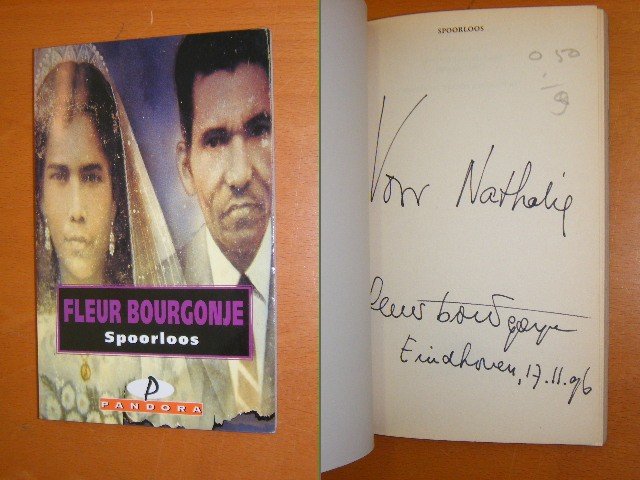 FLEUR BOURGONJE
Spoorloos
P
PANDORA
SPOORLOOS
0.50
Voor Nathalie
Fleur Bourgonje
Eindhoven, 17.11.96